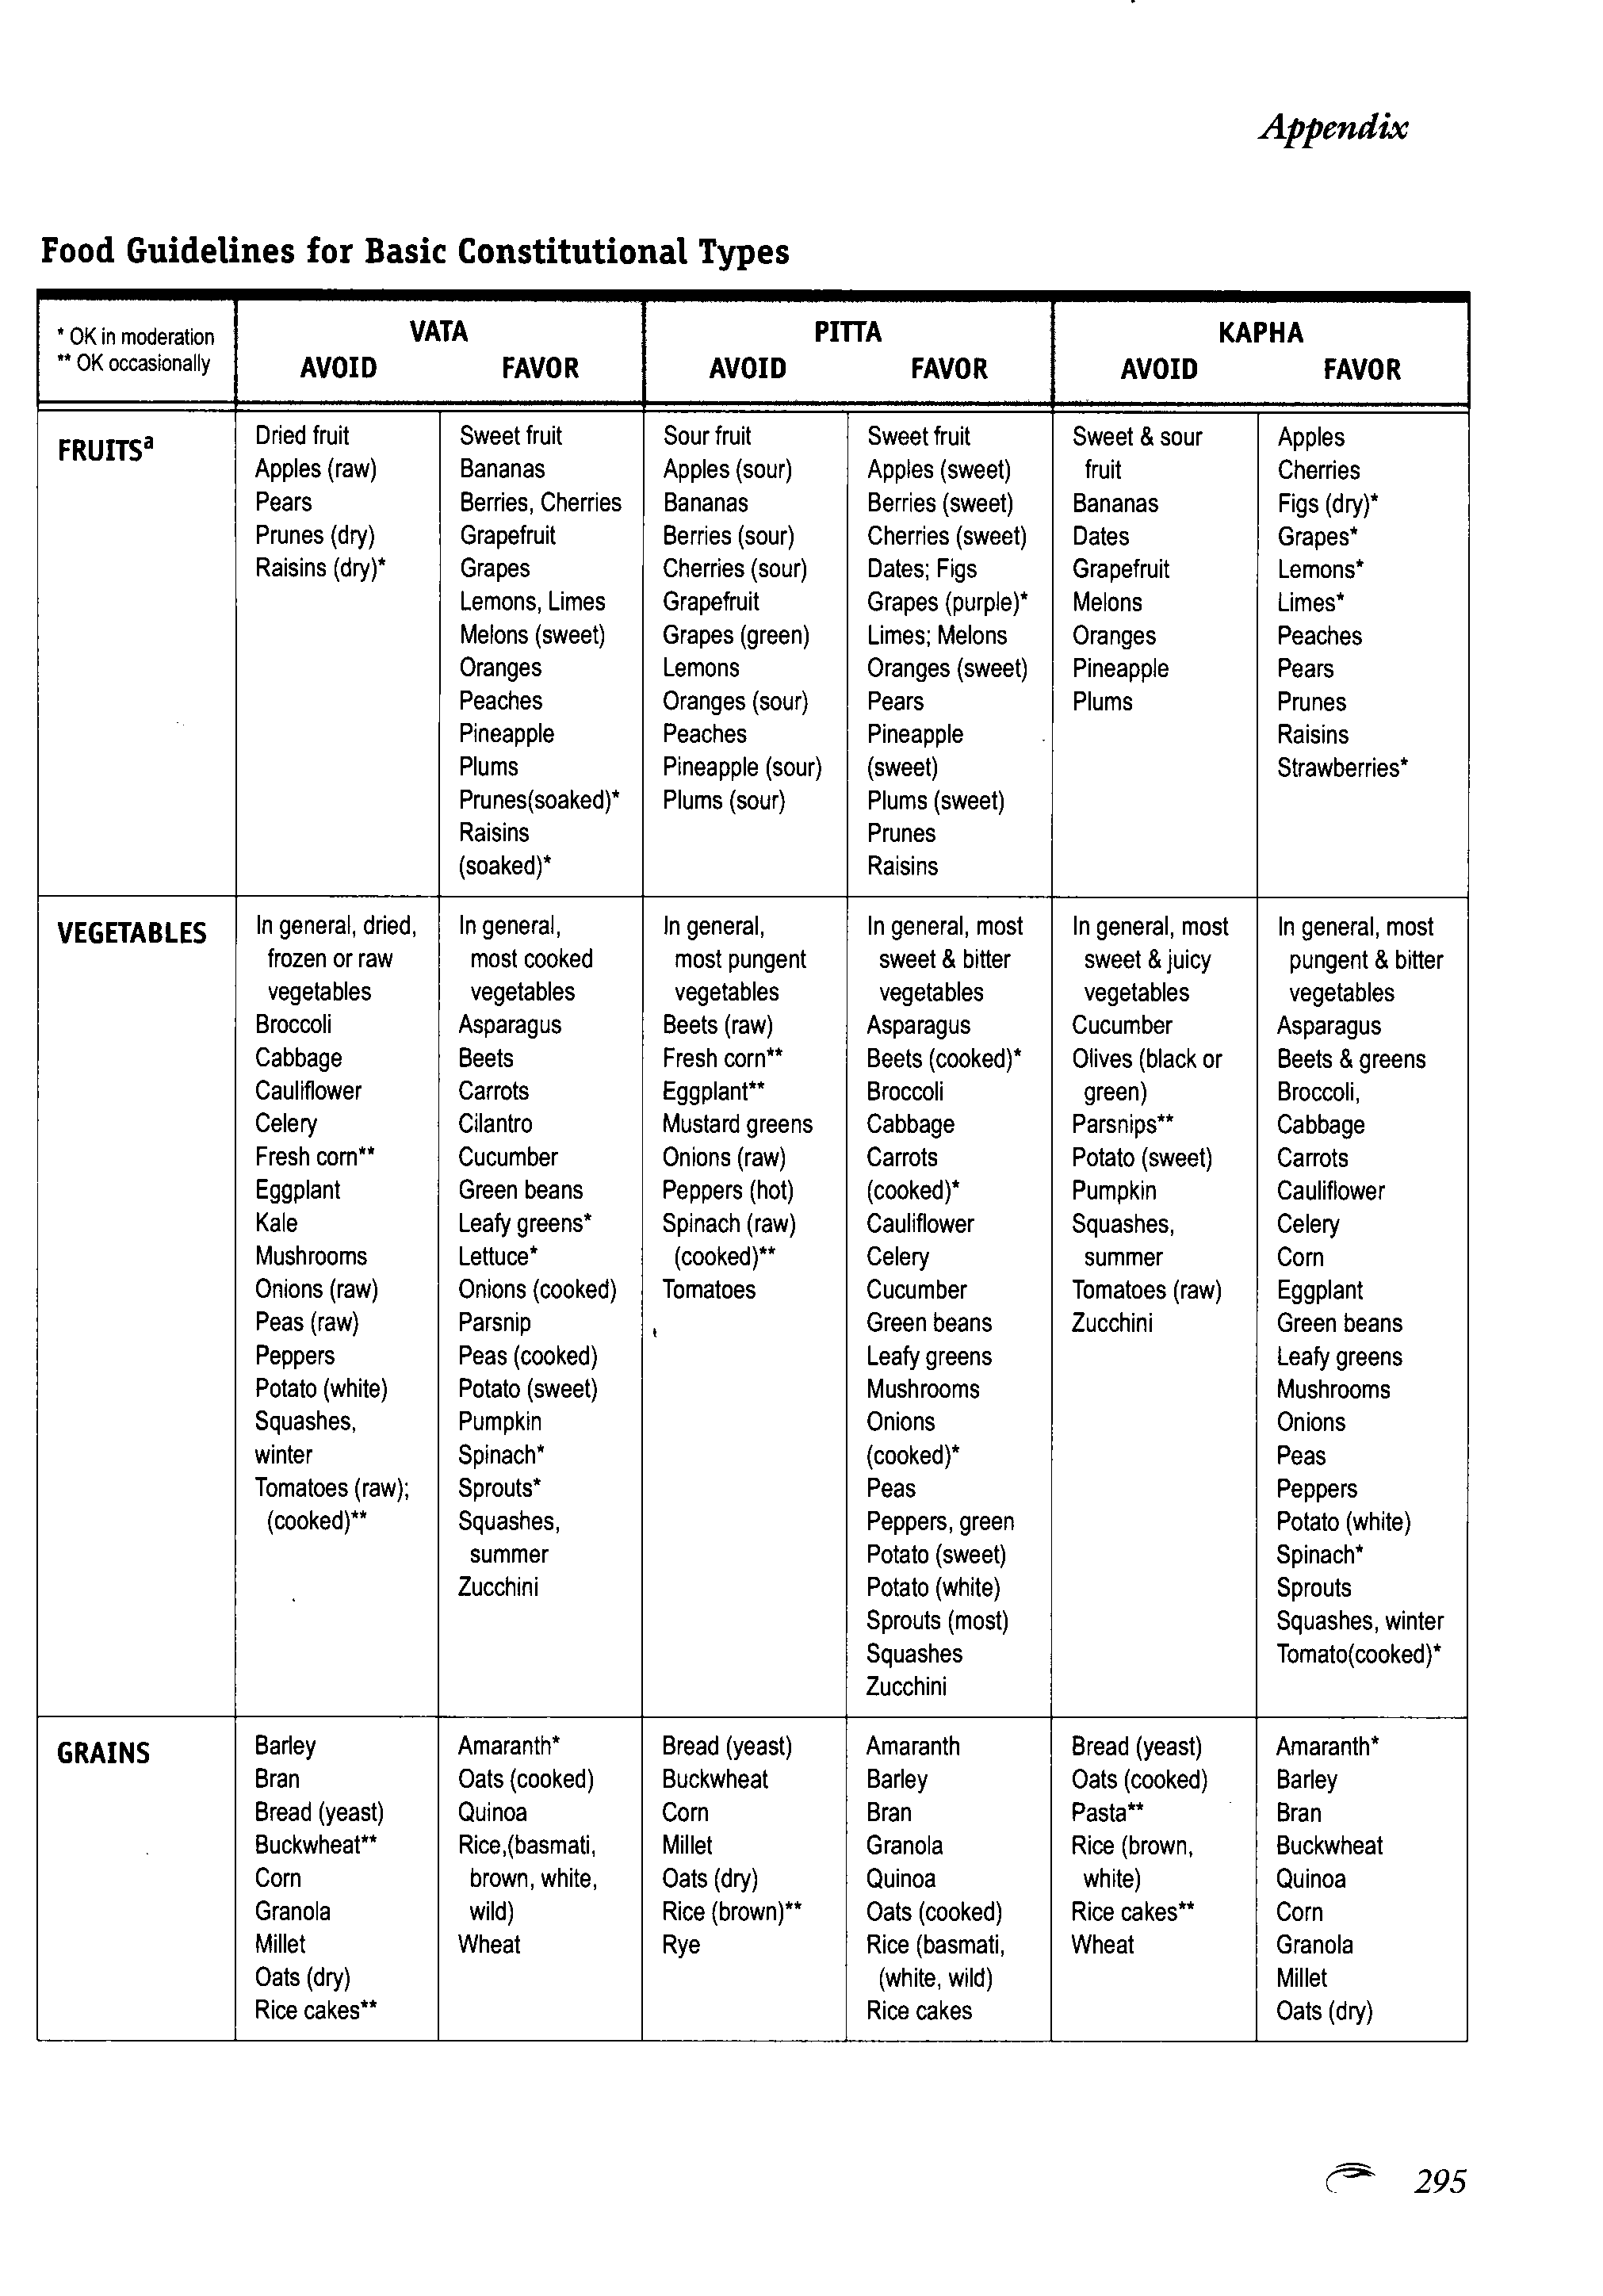 Appendix
Food Guidelines for Basic Constitutional Types
* OK in moderation
** OK occasionally
VATA
AVOID FAVOR
PITTA
AVOID FAVOR
KAPHA
AVOID FAVOR
FRUITSa
Dried fruit
Apples (raw)
Pears
Prunes (dry)
Raisins (dry)*
Sweet fruit
Bananas
Berries, Cherries
Grapefruit
Grapes
Lemons, Limes
Melons (sweet)
Oranges
Peaches
Pineapple
Plums
Prunes(soaked)*
Raisins
(soaked)*
Sour fruit
Apples (sour)
Bananas
Berries (sour)
Cherries (sour)
Grapefruit
Grapes (green)
Lemons
Oranges (sour)
Peaches
Pineapple (sour)
Plums (sour)
Sweet fruit
Apples (sweet)
Berries (sweet)
Cherries (sweet)
Dates; Figs
Grapes (purple)*
Limes; Melons
Oranges (sweet)
Pears
Pineapple
(sweet)
Plums (sweet)
Prunes
Raisins
Sweet & sour
fruit
Bananas
Dates
Grapefruit
Melons
Oranges
Pineapple
Plums
Apples
Cherries
Figs (dry)*
Grapes*
Lemons*
Limes*
Peaches
Pears
Prunes
Raisins
Strawberries*
VEGETABLES
In general, dried,
frozen or raw
vegetables
Broccoli
Cabbage
Cauliflower
Celery
Fresh corn**
Eggplant
Kale
Mushrooms
Onions (raw)
Peas (raw)
Peppers
Potato (white)
Squashes,
winter
Tomatoes (raw);
(cooked)**
In general,
most cooked
vegetables
Asparagus
Beets
Carrots
Cilantro
Cucumber
Green beans
Leafy greens*
Lettuce*
Onions (cooked)
Parsnip
Peas (cooked)
Potato (sweet)
Pumpkin
Spinach*
Sprouts*
Squashes,
summer
Zucchini
In general,
most pungent
vegetables
Beets (raw)
Fresh corn**
Eggplant**
Mustard greens
Onions (raw)
Peppers (hot)
Spinach (raw)
(cooked)**
Tomatoes
In general, most
sweet & bitter
vegetables
Asparagus
Beets (cooked)*
Broccoli
Cabbage
Carrots
(cooked)*
Cauliflower
Celery
Cucumber
Green beans
Leafy greens
Mushrooms
Onions
(cooked)*
Peas
Peppers, green
Potato (sweet)
Potato (white)
Sprouts (most)
Squashes
Zucchini
In general, most
sweet & juicy
vegetables
Cucumber
Olives (black or
green)
Parsnips**
Potato (sweet)
Pumpkin
Squashes,
summer
Tomatoes (raw)
Zucchini
In general, most
pungent & bitter
vegetables
Asparagus
Beets & greens
Broccoli,
Cabbage
Carrots
Cauliflower
Celery
Corn
Eggplant
Green beans
Leafy greens
Mushrooms
Onions
Peas
Peppers
Potato (white)
Spinach*
Sprouts
Squashes, winter
Tomato(cooked)*
GRAINS
Barley
Bran
Bread (yeast)
Buckwheat**
Corn
Granola
Millet
Oats (dry)
Rice cakes**
Amaranth*
Oats (cooked)
Quinoa
Rice,(basmati,
brown, white,
wild)
Wheat
Bread (yeast)
Buckwheat
Corn
Millet
Oats (dry)
Rice (brown)**
Rye
Amaranth
Barley
Bran
Granola
Quinoa
Oats (cooked)
Rice (basmati,
(white, wild)
Rice cakes
Bread (yeast)
Oats (cooked)
Pasta**
Rice (brown,
white)
Rice cakes**
Wheat
Amaranth*
Barley
Bran
Buckwheat
Quinoa
Corn
Granola
Millet
Oats (dry)
295